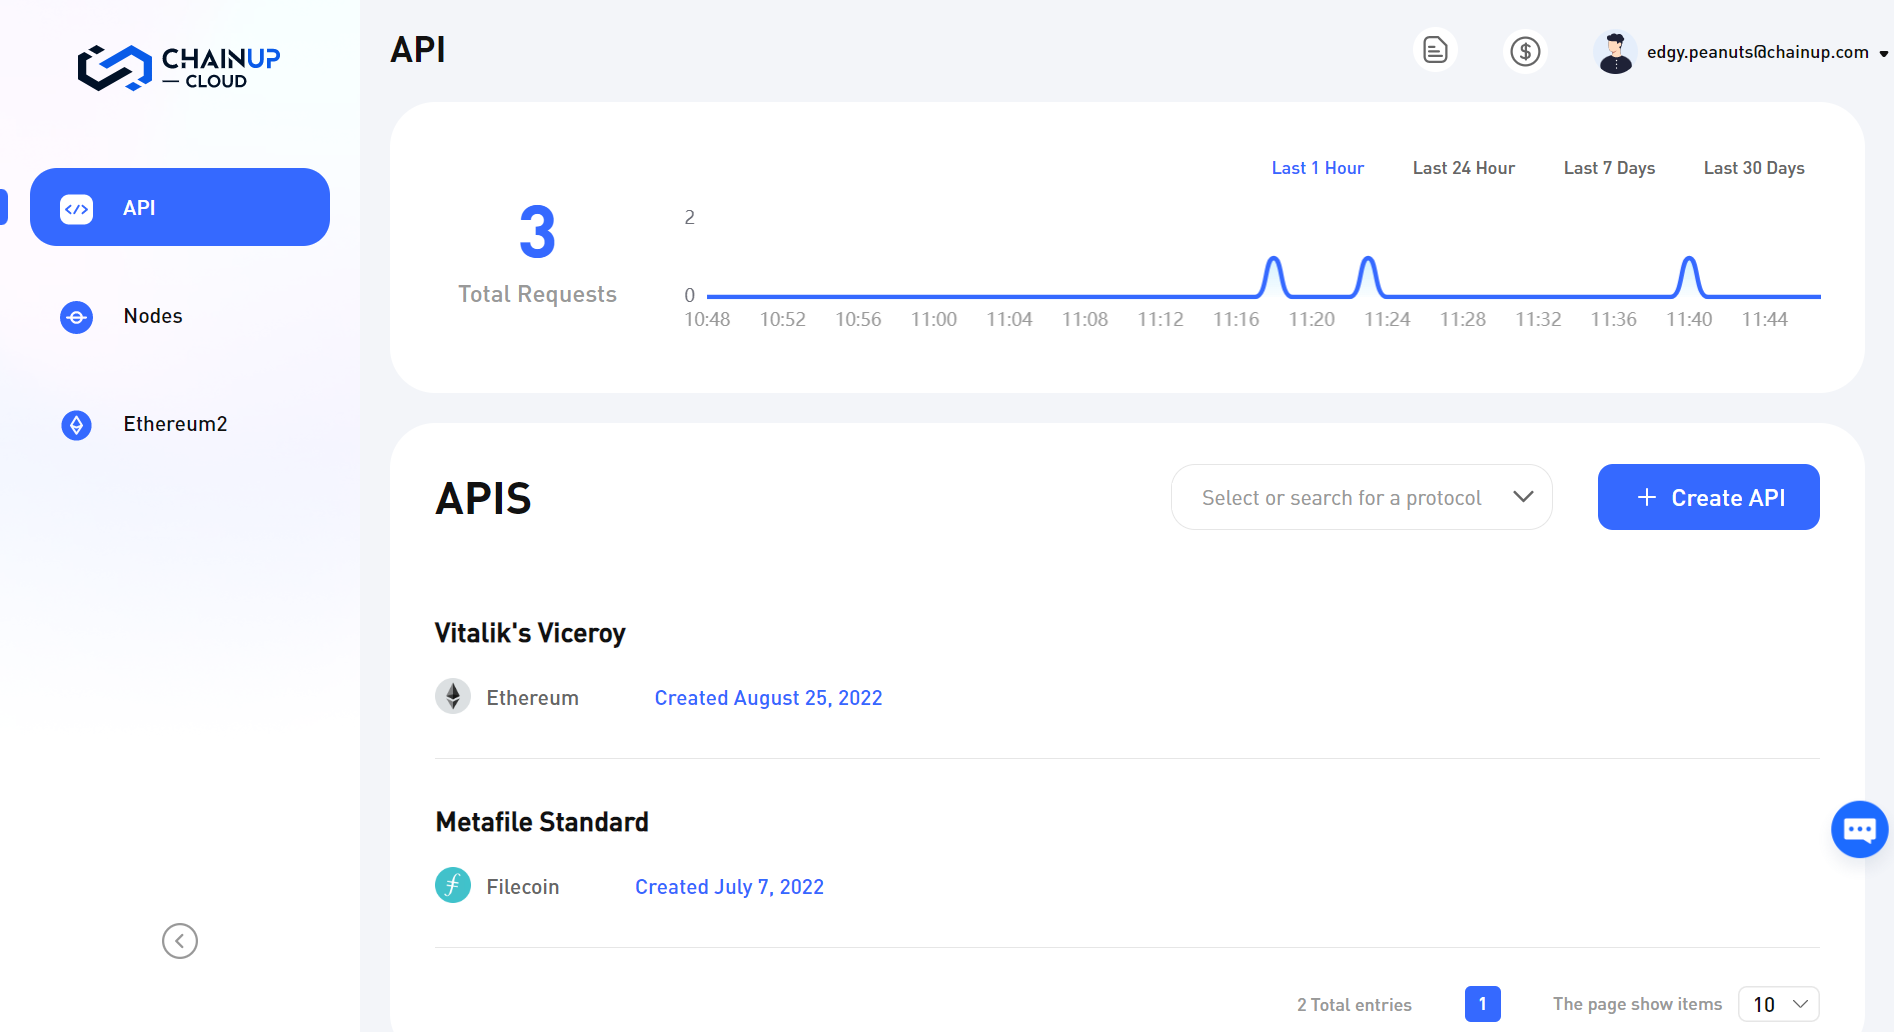 CHAINUP
CLOUD
API
edgy.peanuts@chainup.com
API
Nodes
Ethereum2
Last 1 Hour Last 24 Hour Last 7 Days Last 30 Days
3
Total Requests
2
0
10:48 10:52 10:56 11:00 11:04 11:08 11:12 11:16 11:20 11:24 11:28 11:32 11:36 11:40 11:44
APIS
Select or search for a protocol
+ Create API
Vitalik's Viceroy
Ethereum Created August 25, 2022
Metafile Standard
Filecoin Created July 7, 2022
2 Total entries 1 The page show items 10